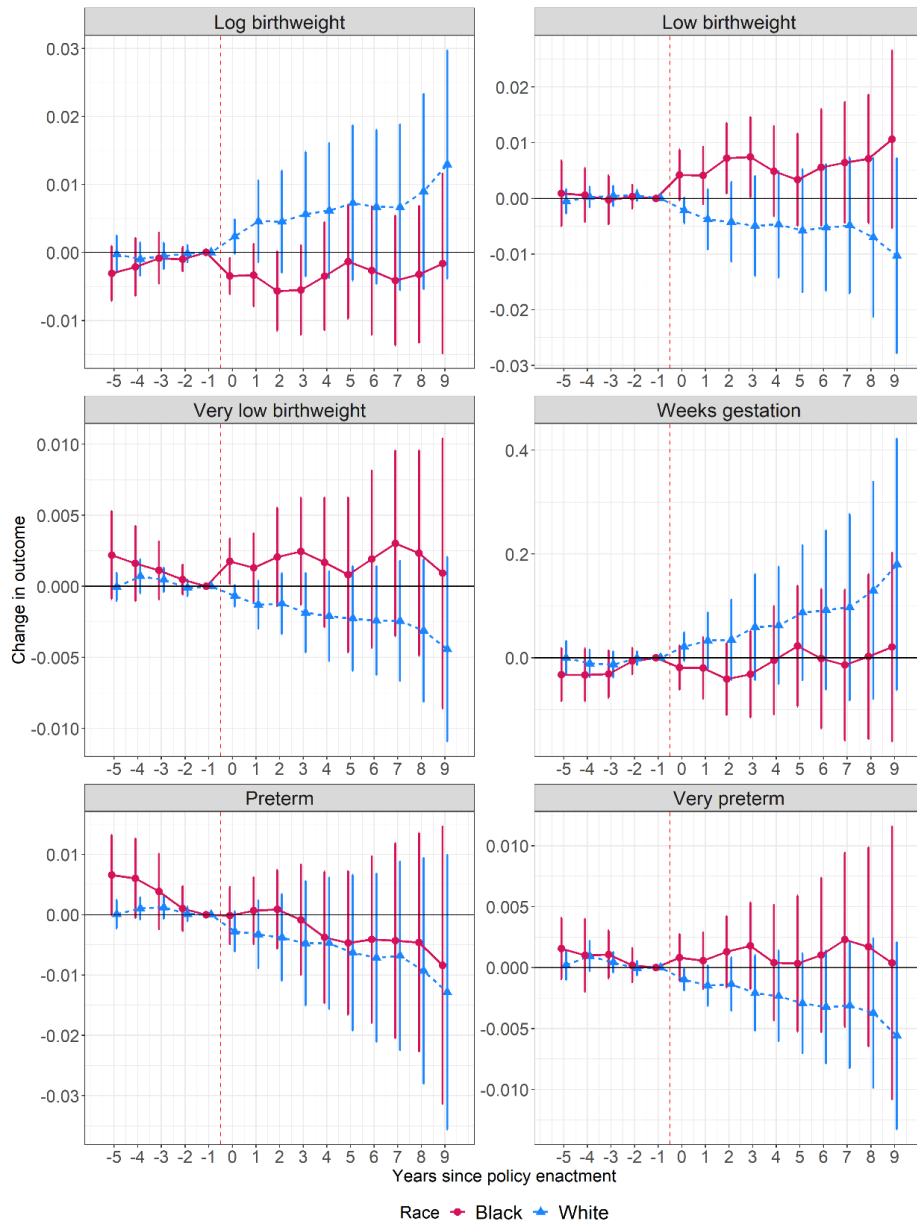 Log birthweight
Low birthweight
0.03
0.02
0.01
0.00
-0.01
0.02
0.01
0.00
-0.01
-0.02
-0.03
-5 -4 -3 -2 -1 0 1 2 3 4 5 6 7 8 9
-5 -4 -3 -2 -1 0 1 2 3 4 5 6 7 8 9
Very low birthweight
Weeks gestation
Change in outcome
0.010
0.005
0.000
-0.005
-0.010
0.4
0.2
0.0
-5 -4 -3 -2 -1 0 1 2 3 4 5 6 7 8 9
-5 -4 -3 -2 -1 0 1 2 3 4 5 6 7 8 9
Preterm
Very preterm
0.01
0.00
-0.01
-0.02
-0.03
0.010
0.005
0.000
-0.005
-0.010
-5 -4 -3 -2 -1 0 1 2 3 4 5 6 7 8 9
-5 -4 -3 -2 -1 0 1 2 3 4 5 6 7 8 9
Years since policy enactment
Race Black White